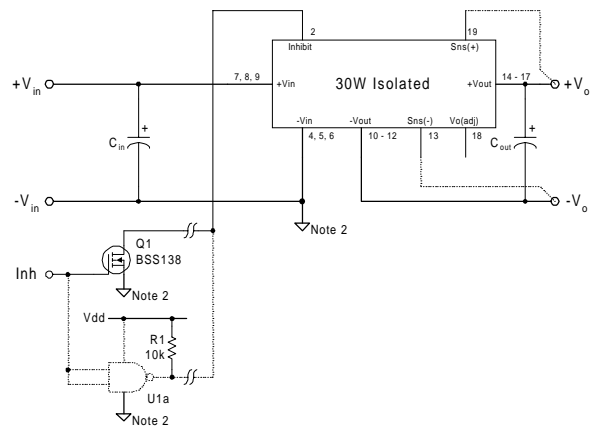 2
19
Inhibit
Sns(+)
+Vin
7, 8, 9
+Vin
30W Isolated
+Vout
14 - 17
+Vo
-Vin
-Vout
Sns(-)
Vo(adj)
4, 5, 6
10 - 12
13
18
+
Cin
+
Cout
-Vin
-Vo
Note 2
Q1
BSS138
Inh
Note 2
Vdd
R1
10k
U1a
Note 2